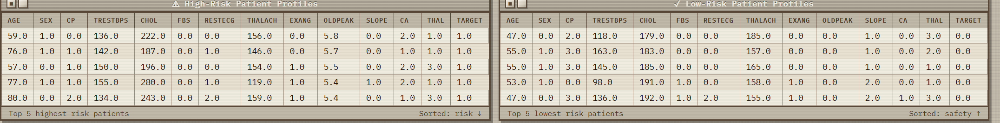 ⚠ High-Risk Patient Profiles
AGE SEX CP TRESTBPS CHOL FBS RESTECG THALACH EXANG OLDPEAK SLOPE CA THAL TARGET
59.0 1.0 0.0 136.0 222.0 0.0 0.0 156.0 0.0 5.8 0.0 2.0 1.0 1.0
76.0 1.0 1.0 142.0 187.0 0.0 1.0 146.0 0.0 5.7 0.0 1.0 1.0 1.0
57.0 0.0 1.0 150.0 196.0 0.0 0.0 154.0 1.0 5.5 0.0 2.0 3.0 1.0
77.0 1.0 1.0 155.0 280.0 0.0 1.0 119.0 1.0 5.4 1.0 2.0 1.0 1.0
80.0 0.0 2.0 134.0 243.0 0.0 2.0 159.0 1.0 5.4 0.0 1.0 3.0 1.0
Top 5 highest-risk patients
Sorted: risk ↓
✓ Low-Risk Patient Profiles
AGE SEX CP TRESTBPS CHOL FBS RESTECG THALACH EXANG OLDPEAK SLOPE CA THAL TARGET
47.0 0.0 2.0 118.0 179.0 0.0 0.0 185.0 0.0 0.0 1.0 0.0 3.0 0.0
55.0 1.0 3.0 163.0 183.0 0.0 0.0 157.0 0.0 0.0 1.0 0.0 2.0 0.0
55.0 1.0 3.0 145.0 185.0 0.0 0.0 165.0 0.0 0.0 1.0 0.0 1.0 0.0
53.0 1.0 0.0 98.0 191.0 1.0 0.0 158.0 1.0 0.0 2.0 0.0 1.0 0.0
47.0 0.0 3.0 136.0 192.0 1.0 2.0 155.0 1.0 0.0 2.0 1.0 3.0 0.0
Top 5 lowest-risk patients
Sorted: safety ↑